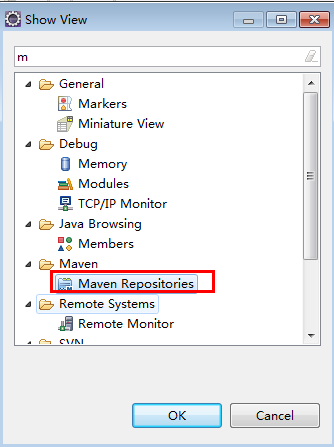 Show View
m
General
Markers
Miniature View
Debug
Memory
Modules
TCP/IP Monitor
Java Browsing
Members
Maven
Maven Repositories
Remote Systems
Remote Monitor
SVN
OK
Cancel